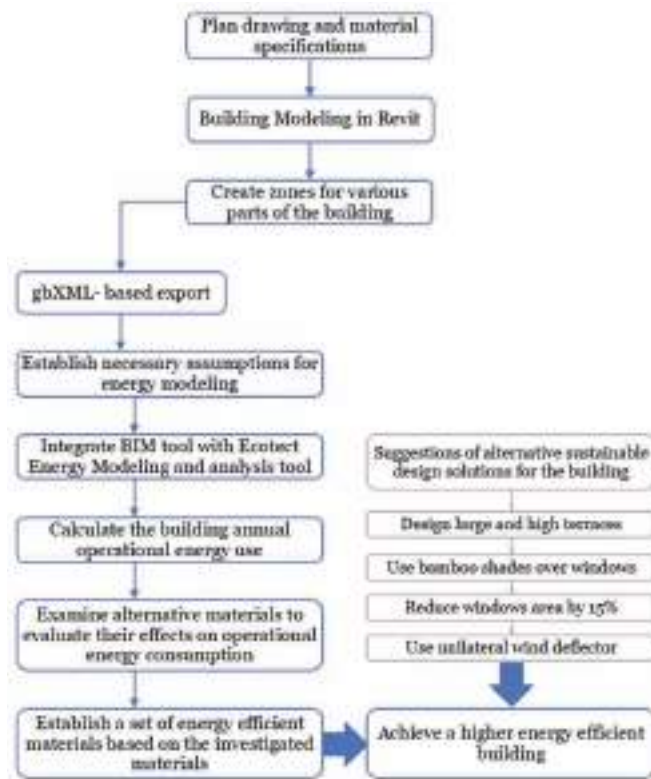 Plan drawing and material
specifications
Building Modeling in Revit
Create zones for various
parts of the building
gbXML- based export
Establish necessary assumptions for
energy modeling
Integrate BIM tool with Ecotect
Energy Modeling and analysis tool
Calculate the building annual
operational energy use
Examine alternative materials to
evaluate their effects on operational
energy consumption
Establish a set of energy efficient
materials based on the investigated
materials
Suggestions of alternative sustainable
design solutions for the building
Design large and high terraces
Use bamboo shades over windows
Reduce windows area by 15%
Use unilateral wind deflector
Achieve a higher energy efficient
building